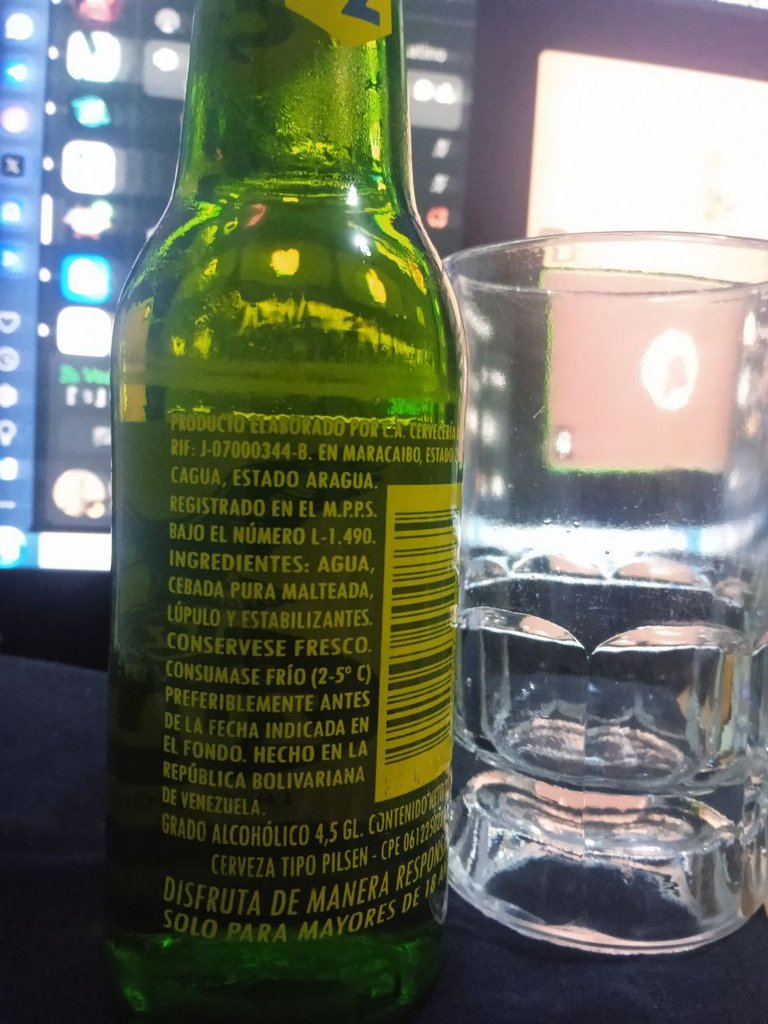 PRODUCTO ELABORADO POR C.A. CERVECERÍA
RIF: J-07000344-8. EN MARACAIBO, ESTADO
CAGUA, ESTADO ARAGUA.
REGISTRADO EN EL M.P.P.S.
BAJO EL NÚMERO L-1.490.
INGREDIENTES: AGUA,
CEBADA PURA MALTEADA,
LÚPULO Y ESTABILIZANTES.
CONSERVESE FRESCO.
CONSUMASE FRÍO (2-5° C)
PREFERIBLEMENTE ANTES
DE LA FECHA INDICADA EN
EL FONDO. HECHO EN LA
REPÚBLICA BOLIVARIANA
DE VENEZUELA.
GRADO ALCOHÓLICO 4,5 GL. CONTENIDO NETO
CERVEZA TIPO PILSEN - CPE
DISFRUTA DE MANERA
SOLO PARA MAYORES DE 18